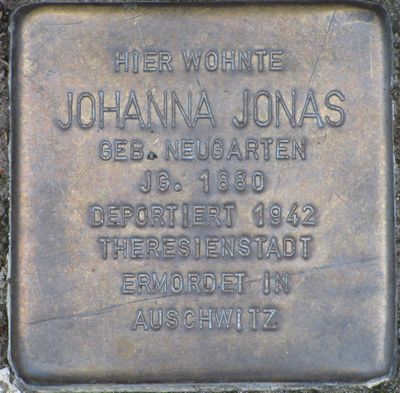 HIER WOHNTE
JOHANNA JONAS
GEB. NEUGARTEN
JG. 1880
DEPORTIERT 1942
THERESIENSTADT
ERMORDET IN
AUSCHWITZ